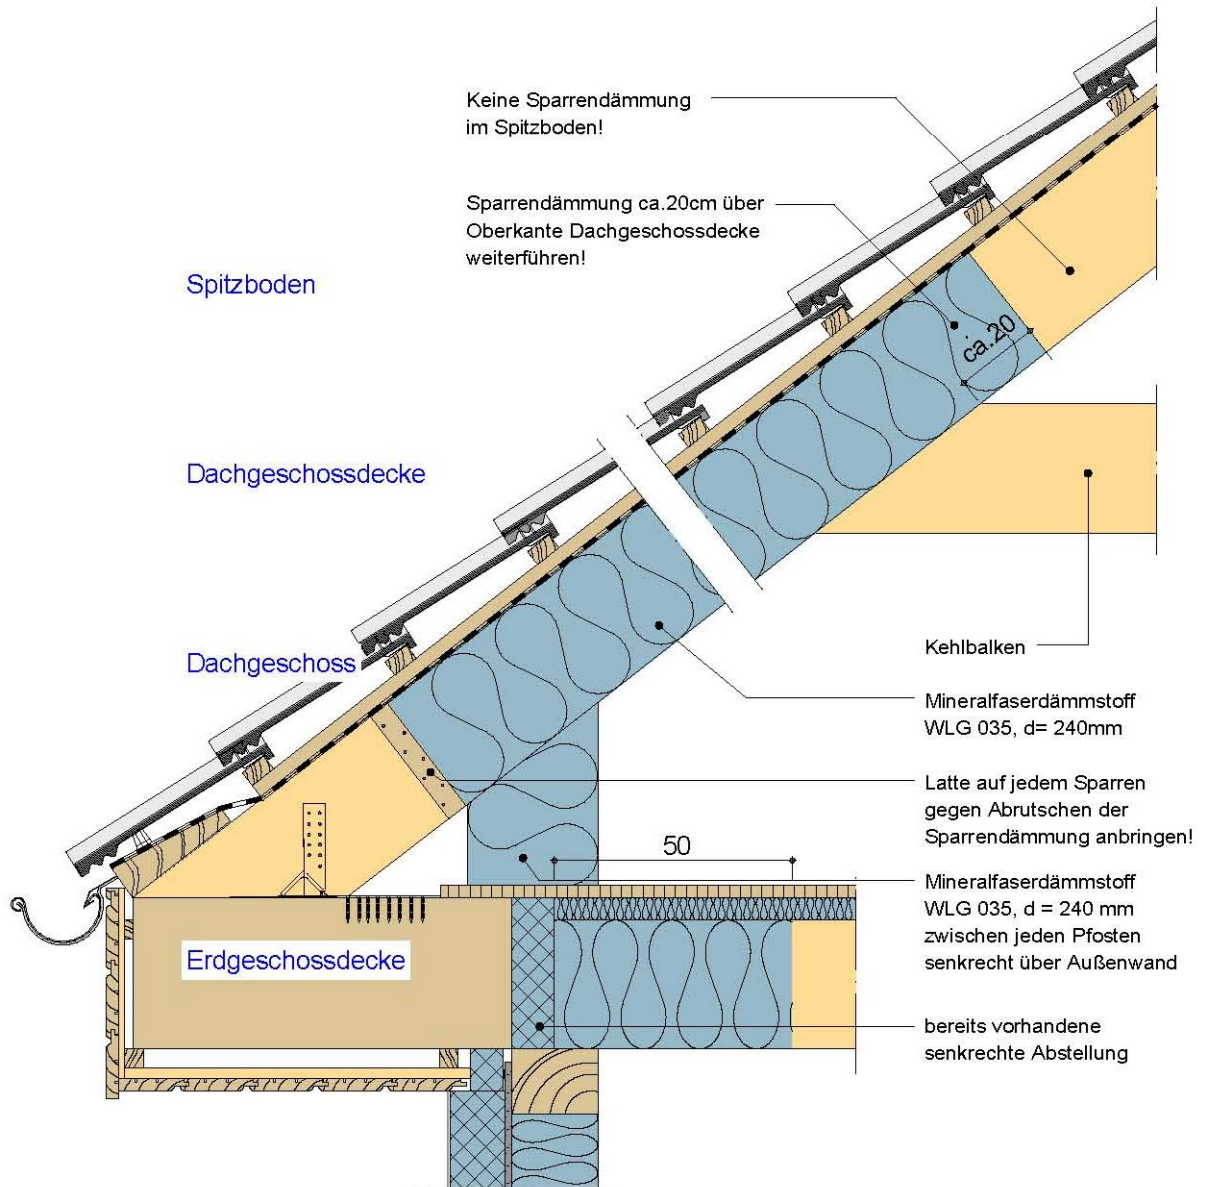 Keine Sparrendämmung
im Spitzboden!
Sparrendämmung ca.20cm über
Oberkante Dachgeschossdecke
weiterführen!
Spitzboden
ca.20
Dachgeschossdecke
Kehlbalken
Dachgeschoss
Mineralfaserdämmstoff
WLG 035, d= 240mm
Latte auf jedem Sparren
gegen Abrutschen der
Sparrendämmung anbringen!
50
Mineralfaserdämmstoff
WLG 035, d = 240 mm
zwischen jeden Pfosten
senkrecht über Außenwand
Erdgeschossdecke
bereits vorhandene
senkrechte Abstellung